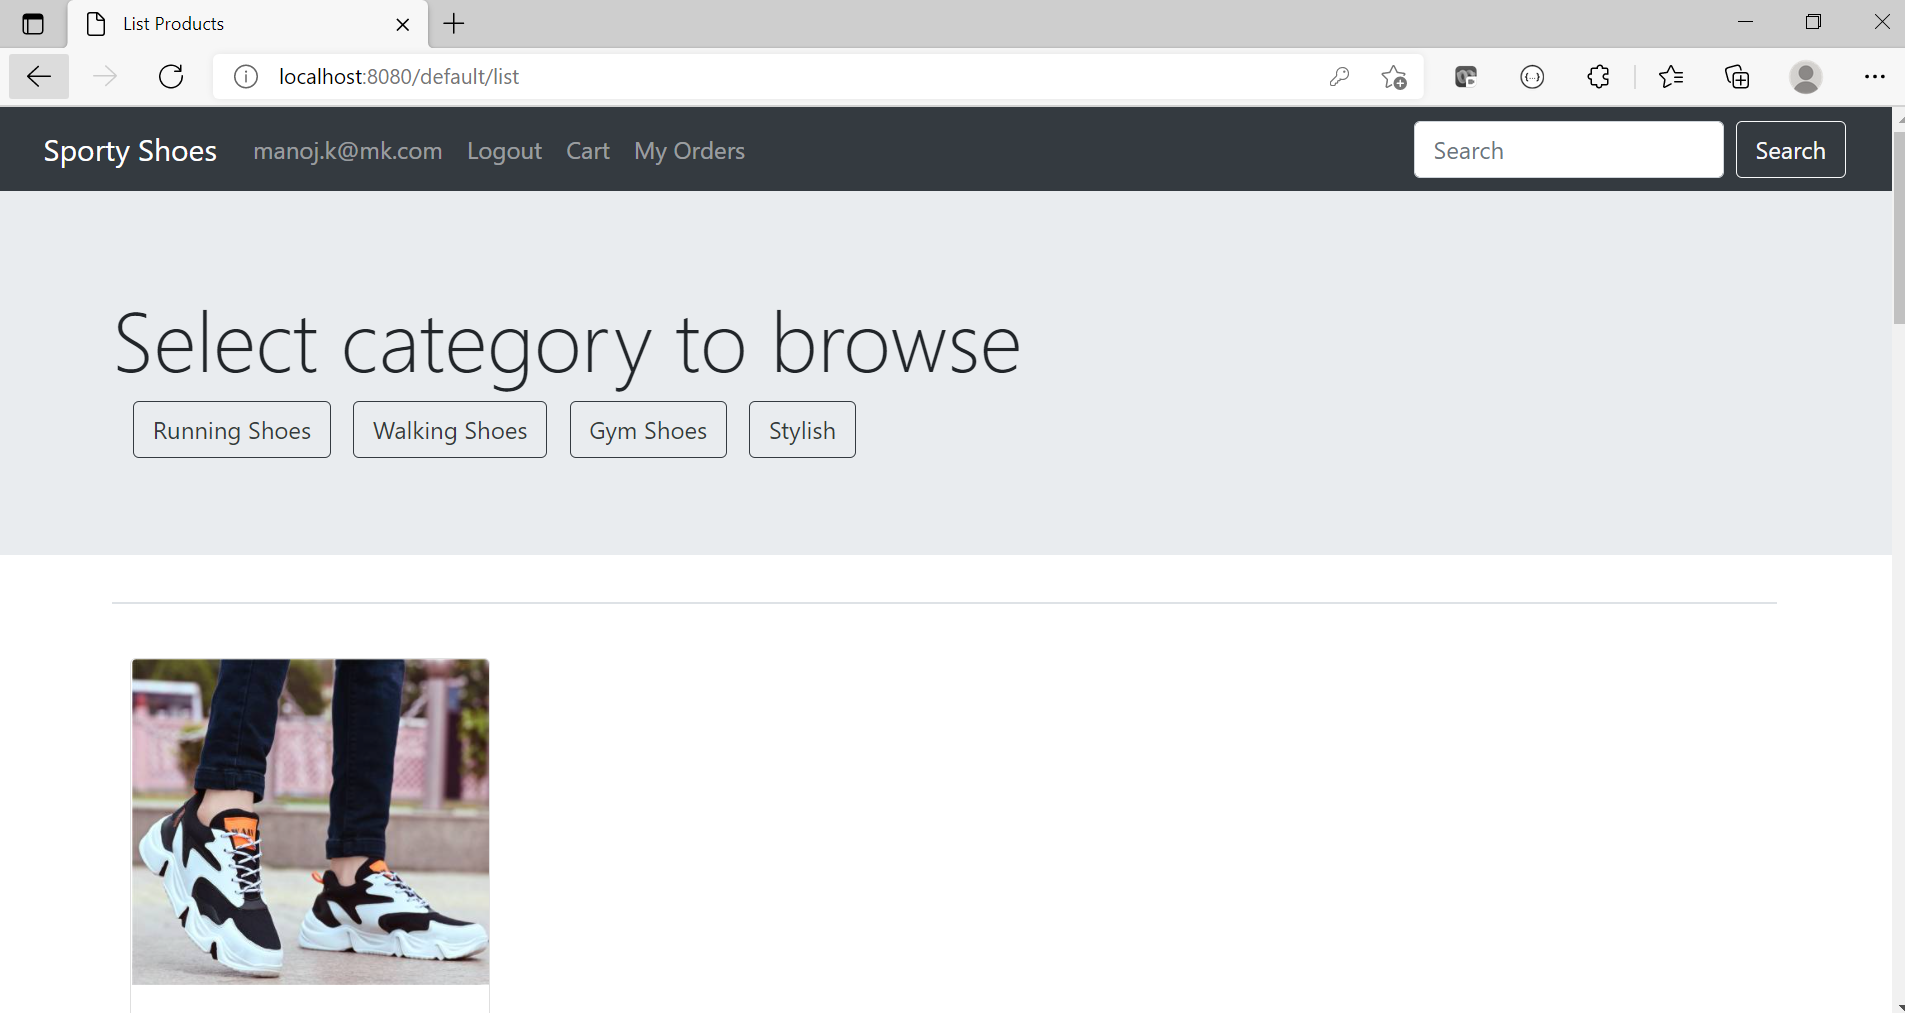 List Products
localhost:8080/default/list
Sporty Shoes manoj.k@mk.com Logout Cart My Orders Search Search
Select category to browse
Running Shoes Walking Shoes Gym Shoes Stylish